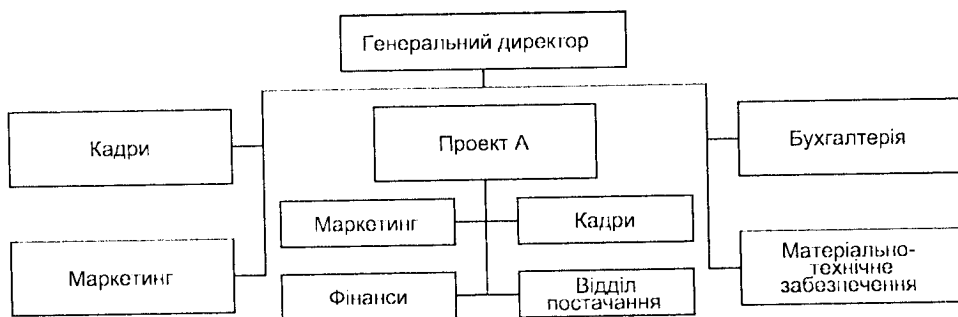 Генеральний директор
Кадри
Проект А
Бухгалтерія
Маркетинг
Кадри
Маркетинг
Матеріально-
технічне
забезпечення
Фінанси
Відділ
постачання